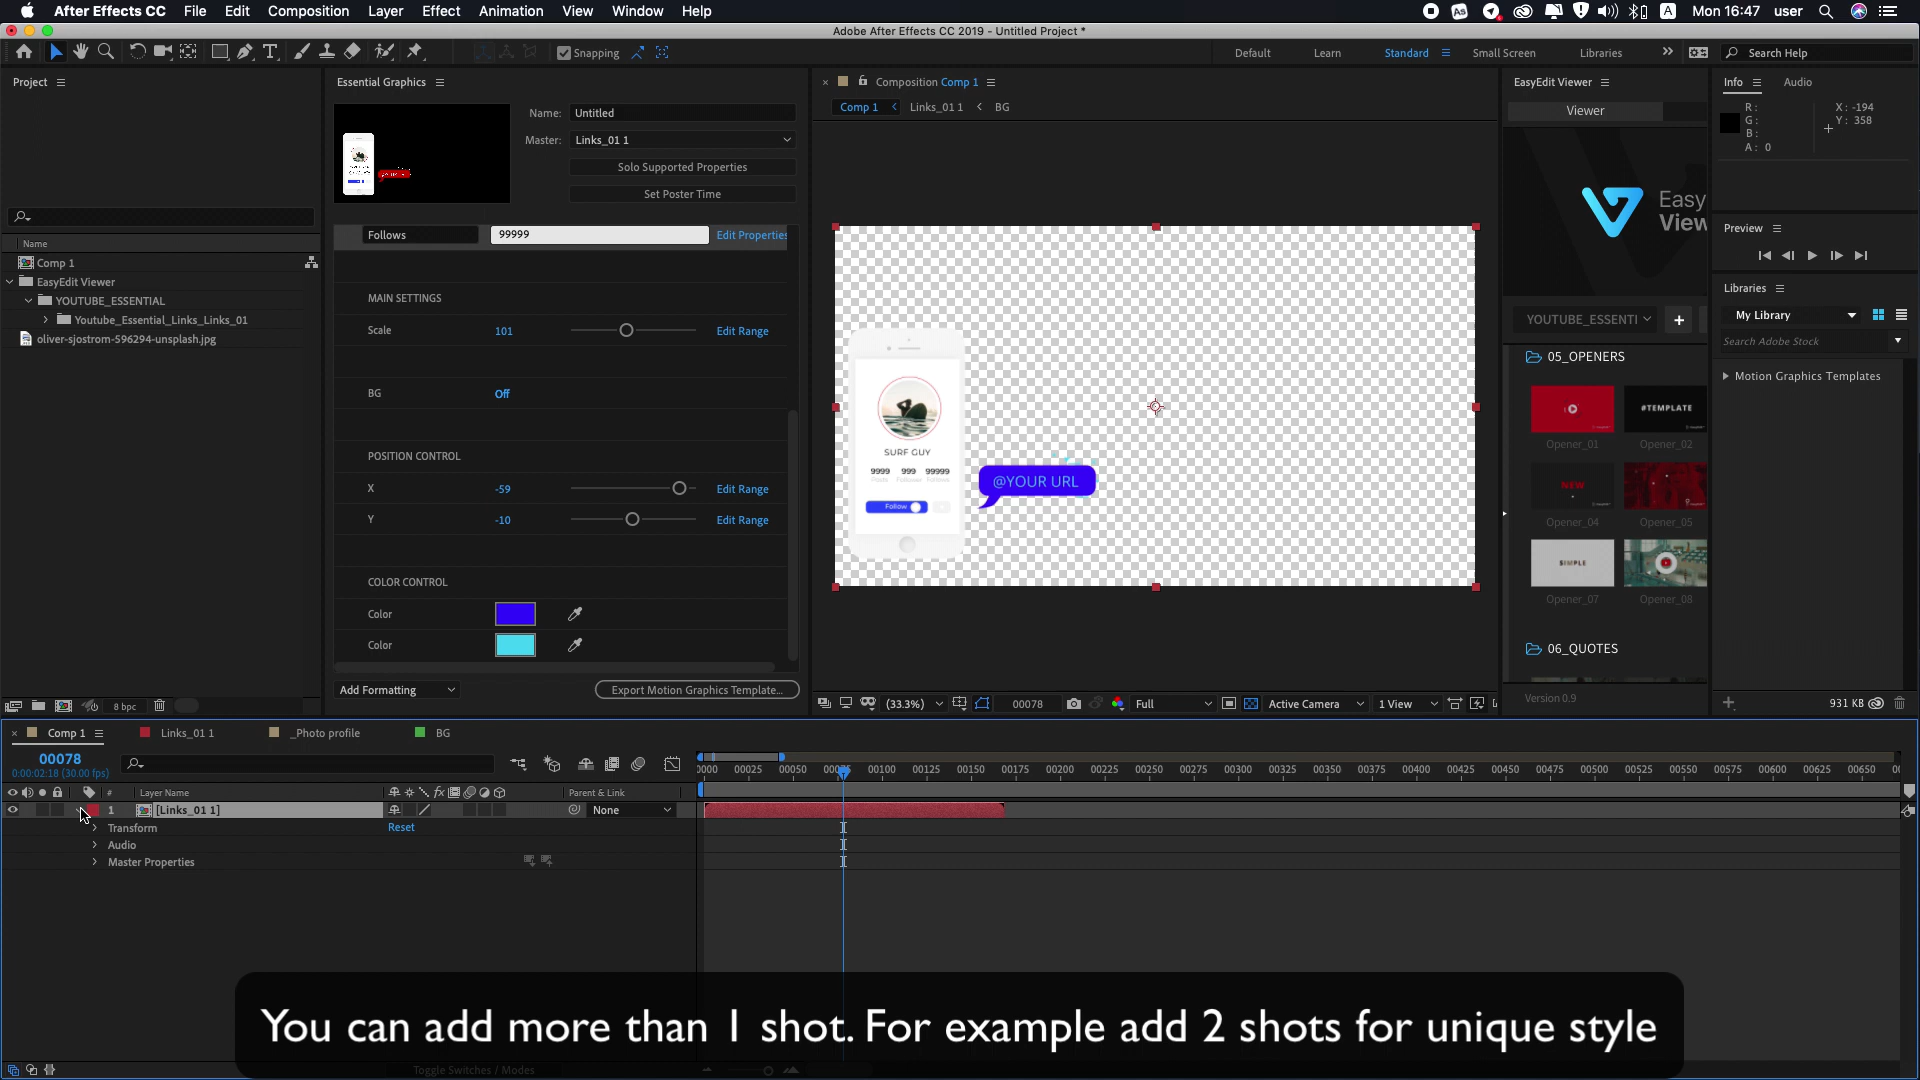 After Effects CC File Edit Composition Layer Effect Animation View Window Help Mon 16:47 user
Adobe After Effects CC 2019 - Untitled Project *
Snapping Default Learn Standard Small Screen Libraries Search Help
Project
Name
Comp 1
EasyEdit Viewer
YOUTUBE_ESSENTIAL
Youtube_Essential_Links_Links_01
oliver-sjostrom-596294-unsplash.jpg
8 bpc
Essential Graphics
Name: Untitled
Master: Links_01 1
Solo Supported Properties
Set Poster Time
Follows 99999 Edit Properties
MAIN SETTINGS
Scale 101 Edit Range
BG Off
POSITION CONTROL
X -59 Edit Range
Y -10 Edit Range
COLOR CONTROL
Color
Color
Add Formatting Export Motion Graphics Template...
Composition Comp 1
Comp 1 Links_01 1 BG
SURF GUY
9999 999 99999
Posts Follower Follows
Follow
@YOUR URL
(33.3%) 00078 Full Active Camera 1 View
EasyEdit Viewer
Viewer
Easy
View
YOUTUBE_ESSENTI
05_OPENERS
#TEMPLATE
Opener_01 Opener_02
NEW
Opener_04 Opener_05
SIMPLE
Opener_07 Opener_08
06_QUOTES
Version 0.9
Info Audio
R: X: -194
G: Y: 358
B:
A: 0
Preview
Libraries
My Library
Search Adobe Stock
Motion Graphics Templates
931 KB
Comp 1 Links_01 1 _Photo profile BG
00078
0:00:02:18 (30.00 fps)
0000 00025 00050 00075 00100 00125 00150 00175 00200 00225 00250 00275 00300 00325 00350 00375 00400 00425 00450 00475 00500 00525 00550 00575 00600 00625 00650
# Layer Name Parent & Link
1 [Links_01 1] None
Transform Reset
Audio
Master Properties
You can add more than 1 shot. For example add 2 shots for unique style
Toggle Switches / Modes